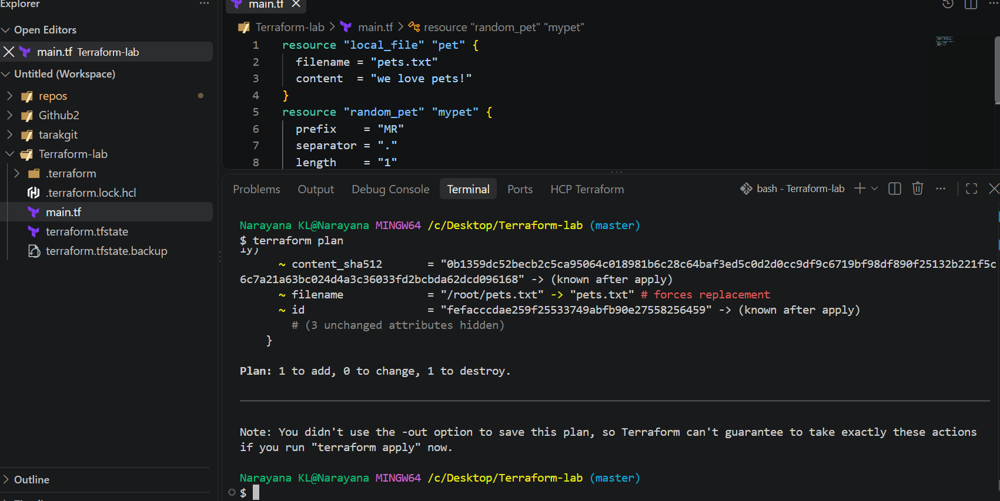 Explorer
···
Open Editors
main.tf Terraform-lab
Untitled (Workspace)
repos
Github2
tarakgit
Terraform-lab
.terraform
.terraform.lock.hcl
main.tf
terraform.tfstate
terraform.tfstate.backup
Outline
main.tf
Terraform-lab > main.tf > resource "random_pet" "mypet"
1 resource "local_file" "pet" {
2 filename = "pets.txt"
3 content = "we love pets!"
4 }
5 resource "random_pet" "mypet" {
6 prefix = "MR"
7 separator = "."
8 length = "1"
Problems Output Debug Console Terminal Ports HCP Terraform bash - Terraform-lab
Narayana KL@Narayana MINGW64 /c/Desktop/Terraform-lab (master)
$ terraform plan
ly)
~ content_sha512 = "0b1359dc52becb2c5ca95064c018981b6c28c64baf3ed5c0d2d0cc9df9c6719bf98df890f25132b221f5c
6c7a21a63bc024d4a3c36033fd2bcbda62dcd096168" -> (known after apply)
~ filename = "/root/pets.txt" -> "pets.txt" # forces replacement
~ id = "fefacccdae259f25533749abfb90e27558256459" -> (known after apply)
# (3 unchanged attributes hidden)
}
Plan: 1 to add, 0 to change, 1 to destroy.
Note: You didn't use the -out option to save this plan, so Terraform can't guarantee to take exactly these actions
if you run "terraform apply" now.
Narayana KL@Narayana MINGW64 /c/Desktop/Terraform-lab (master)
$